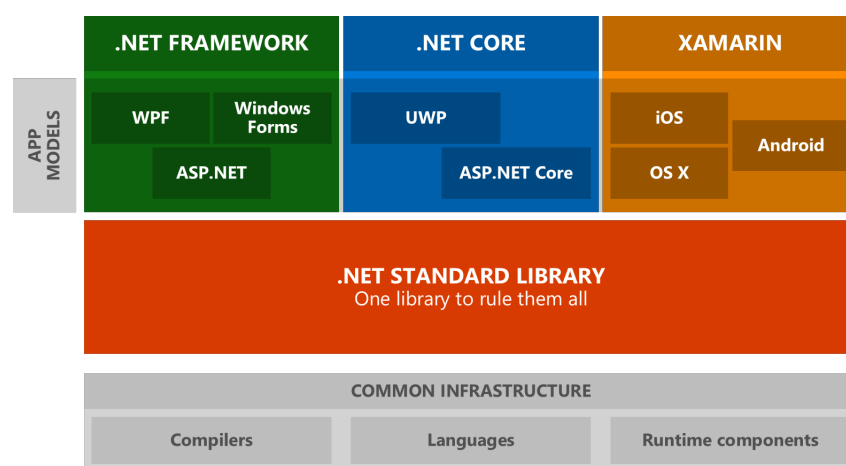 .NET FRAMEWORK
.NET CORE
XAMARIN
APP
MODELS
WPF
Windows
Forms
ASP.NET
UWP
ASP.NET Core
iOS
Android
OS X
.NET STANDARD LIBRARY
One library to rule them all
COMMON INFRASTRUCTURE
Compilers
Languages
Runtime components